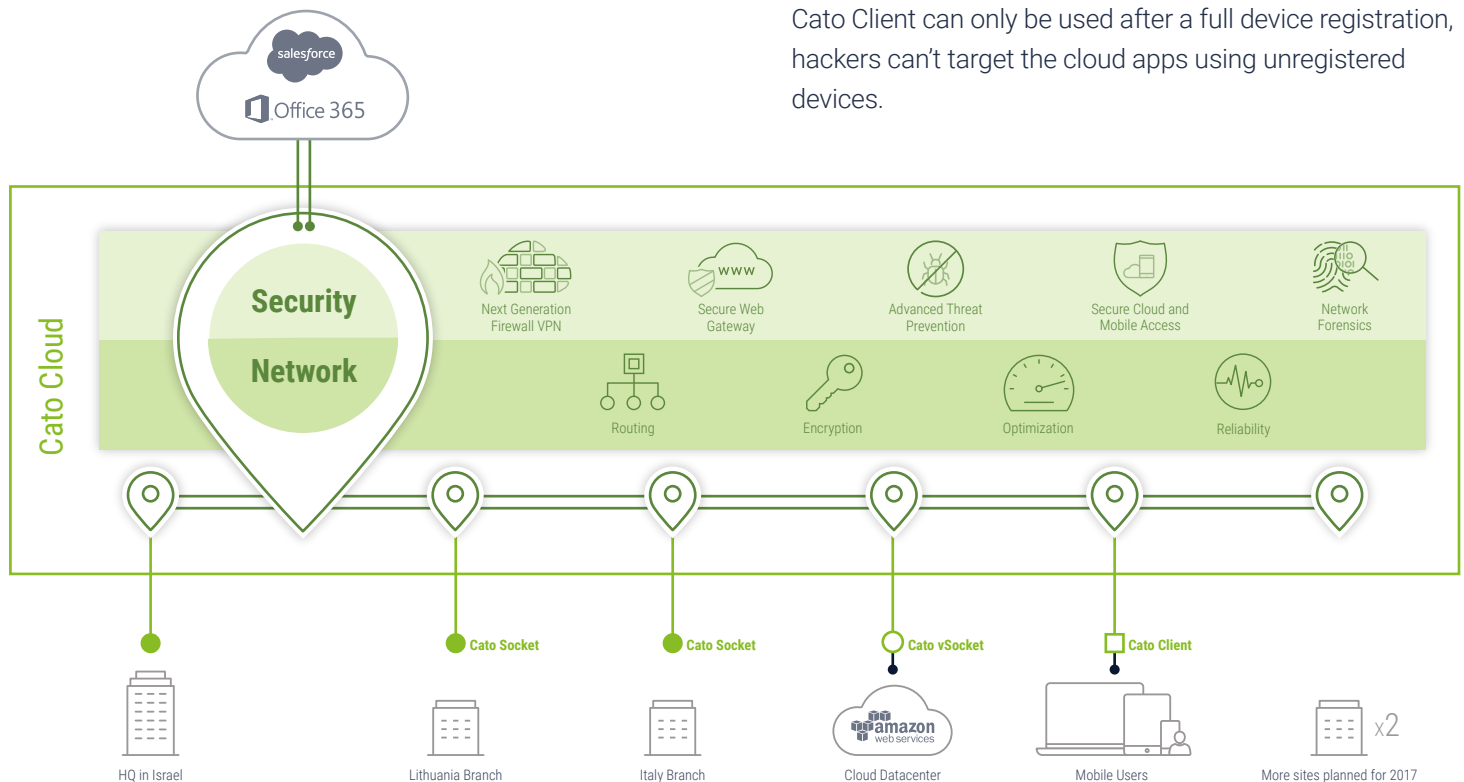 Cato Client can only be used after a full device registration,
hackers can’t target the cloud apps using unregistered
devices.
salesforce
Office 365
Cato Cloud
Security
Network
Next Generation
Firewall VPN
www
Secure Web
Gateway
Advanced Threat
Prevention
Secure Cloud and
Mobile Access
110
0101
Network
Forensics
Routing
Encryption
Optimization
Reliability
Cato Socket
Cato Socket
Cato vSocket
Cato Client
amazon
web services
x2
HQ in Israel
Lithuania Branch
Italy Branch
Cloud Datacenter
Mobile Users
More sites planned for 2017